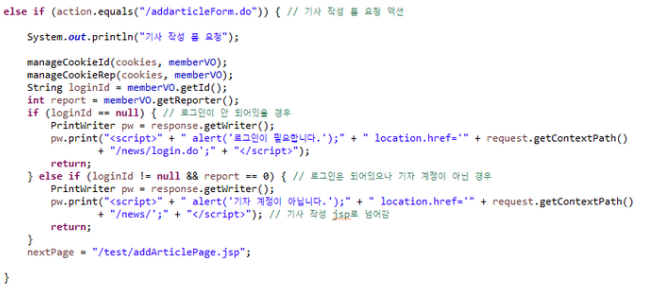 else if (action.equals("/addarticleForm.do")) { // 기사 작성 폼 요청 액션
System.out.println("기사 작성 폼 요청");
manageCookieId(cookies, memberVO);
manageCookieRep(cookies, memberVO);
String loginId = memberVO.getId();
int report = memberVO.getReporter();
if (loginId == null) { // 로그인이 안 되어있을 경우
PrintWriter pw = response.getWriter();
pw.print("<script>" + " alert('로그인이 필요합니다.');" + " location.href='" + request.getContextPath()
+ "/news/login.do';" + "</script>");
return;
} else if (loginId != null && report == 0) { // 로그인은 되어있으나 기자 계정이 아닌 경우
PrintWriter pw = response.getWriter();
pw.print("<script>" + " alert('기자 계정이 아닙니다.');" + " location.href='" + request.getContextPath()
+ "/news/';" + "</script>"); // 기사 작성 jsp로 넘어감
return;
}
nextPage = "/test/addArticlePage.jsp";
}